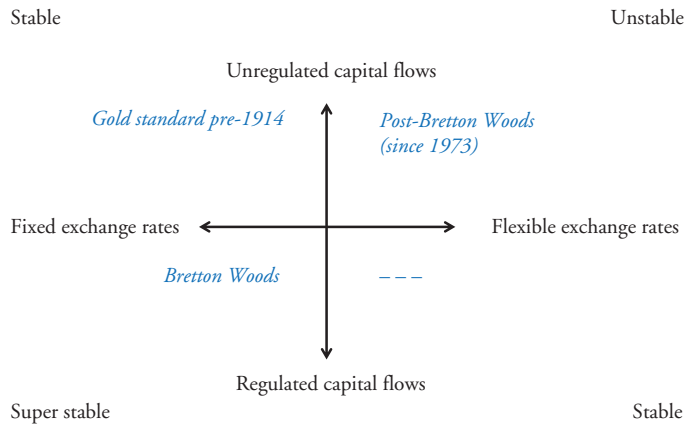 Stable
Unstable
Unregulated capital flows
Gold standard pre-1914
Post-Bretton Woods
(since 1973)
Fixed exchange rates
Flexible exchange rates
Bretton Woods
– – –
Regulated capital flows
Super stable
Stable